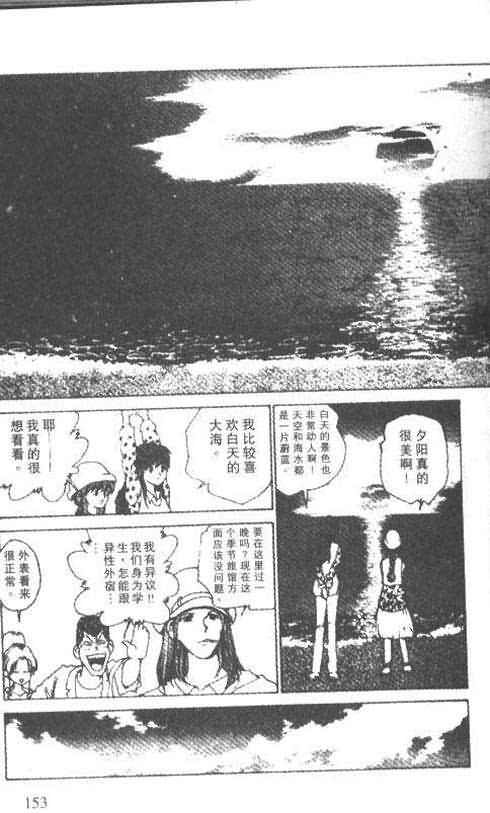 夕阳真的
很美啊！
白天的景色也
非常动人啊！
天空和海水都
是一片蔚蓝。
我比较喜
欢白天的
大海。
耶——
我真的很
想看看。
要在这里过一
晚吗？现在这
个季节旅馆方
面应该没问题。
我有异议!!
我们身为学
生，怎能跟
异性外宿…
…
外表看来
很正常。
153